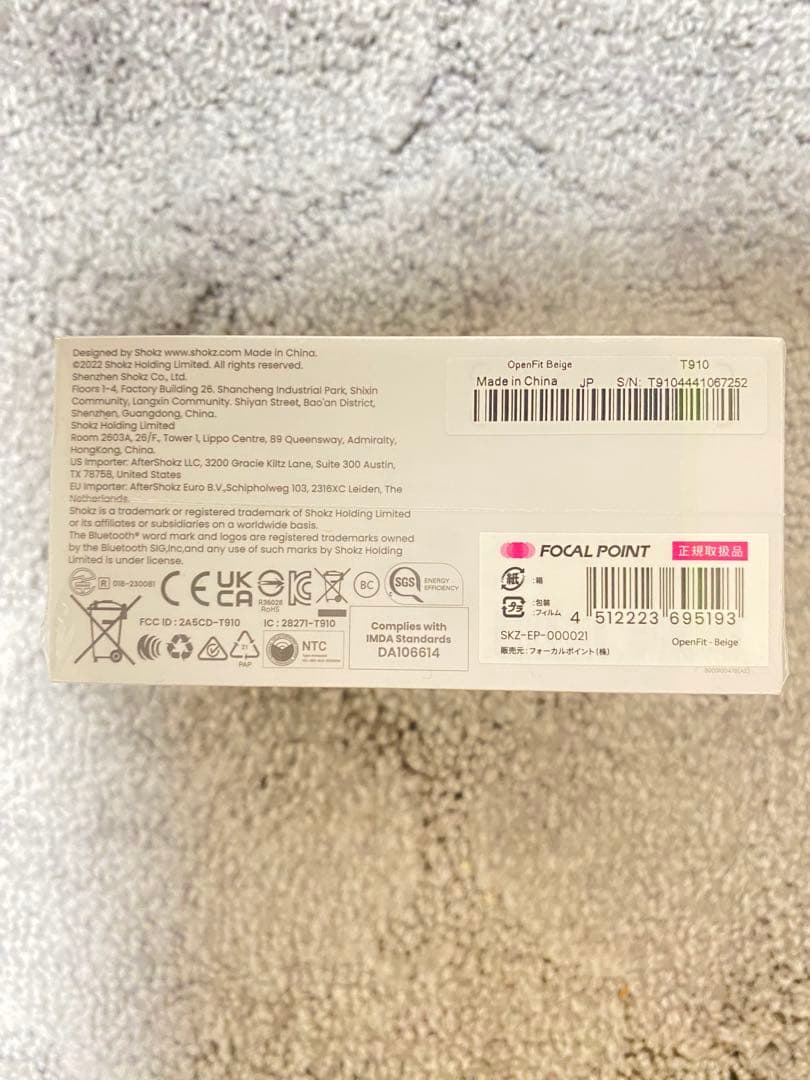 Designed by Shokz www.shokz.com Made in China.
©2022 Shokz Holding Limited. All rights reserved.
Shenzhen Shokz Co., Ltd.
Floors 1-4, Factory Building 26. Shancheng Industrial Park, Shixin
Community, Langxin Community. Shiyan Street, Bao'an District,
Shenzhen, Guangdong, China.
Shokz Holding Limited
Room 2603A, 26/F., Tower 1, Lippo Centre, 89 Queensway, Admiralty,
HongKong, China.
US Importer: AfterShokz LLC, 3200 Gracie Kiltz Lane, Suite 300 Austin,
TX 78758, United States
EU Importer: AfterShokz Euro B.V.,Schipholweg 103, 2316XC Leiden, The
Netherlands.
Shokz is a trademark or registered trademark of Shokz Holding Limited
or its affiliates or subsidiaries on a worldwide basis.
The Bluetooth® word mark and logos are registered trademarks owned
by the Bluetooth SIG,Inc,and any use of such marks by Shokz Holding
Limited is under license.
R 018-230081
CE
UK
CA
R36028
RoHS
BC
SGS
ENERGY
EFFICIENCY
FCC ID : 2A5CD-T910
IC : 28271-T910
21
PAP
NTC
Complies with
IMDA Standards
DA106614
OpenFit Beige
T910
Made in China JP S/N: T9104441067252
FOCAL POINT
正規取扱品
紙 :箱
プラ :包装
:フィルム
4 512223 695193
SKZ-EP-000021
OpenFit - Beige
販売元:フォーカルポイント(株)